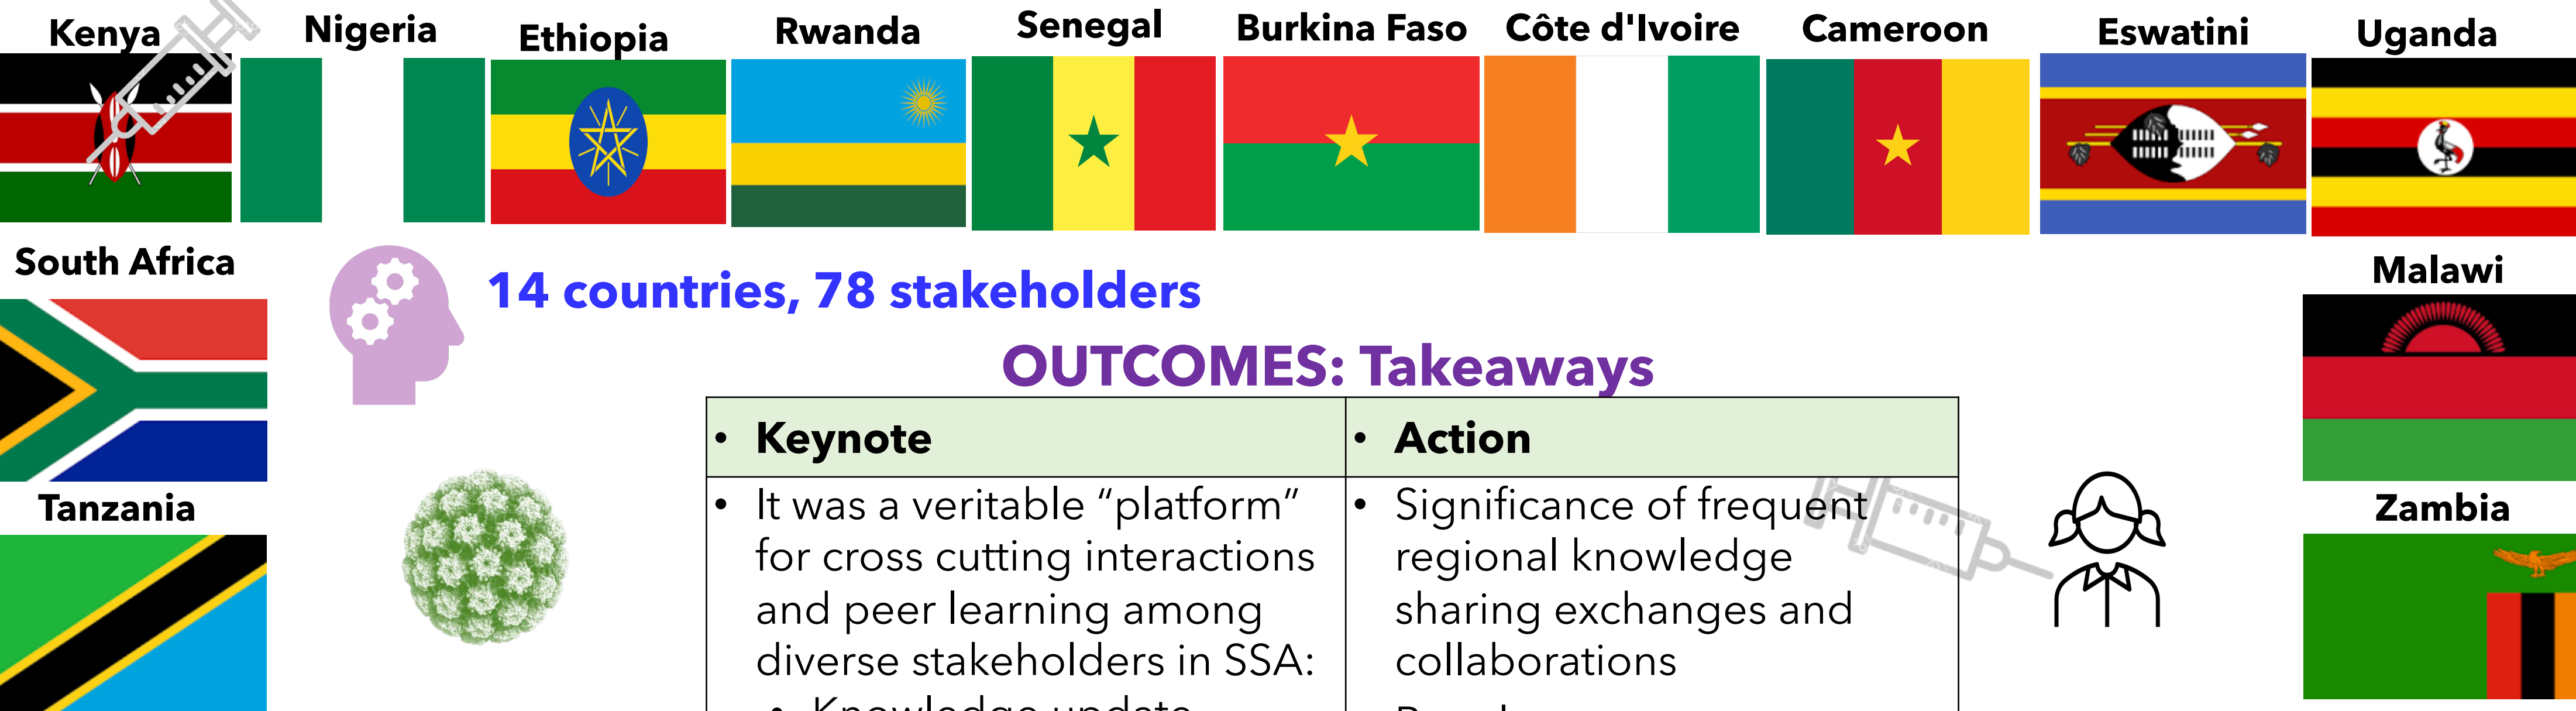 Kenya
Nigeria
Ethiopia
Rwanda
Senegal
Burkina Faso
Côte d'Ivoire
Cameroon
Eswatini
Uganda
South Africa
Malawi
14 countries, 78 stakeholders
OUTCOMES: Takeaways
• Keynote
• Action
Tanzania
Zambia
• It was a veritable “platform”
for cross cutting interactions
and peer learning among
diverse stakeholders in SSA:
• Knowledge update
• Significance of frequent
regional knowledge
sharing exchanges and
collaborations